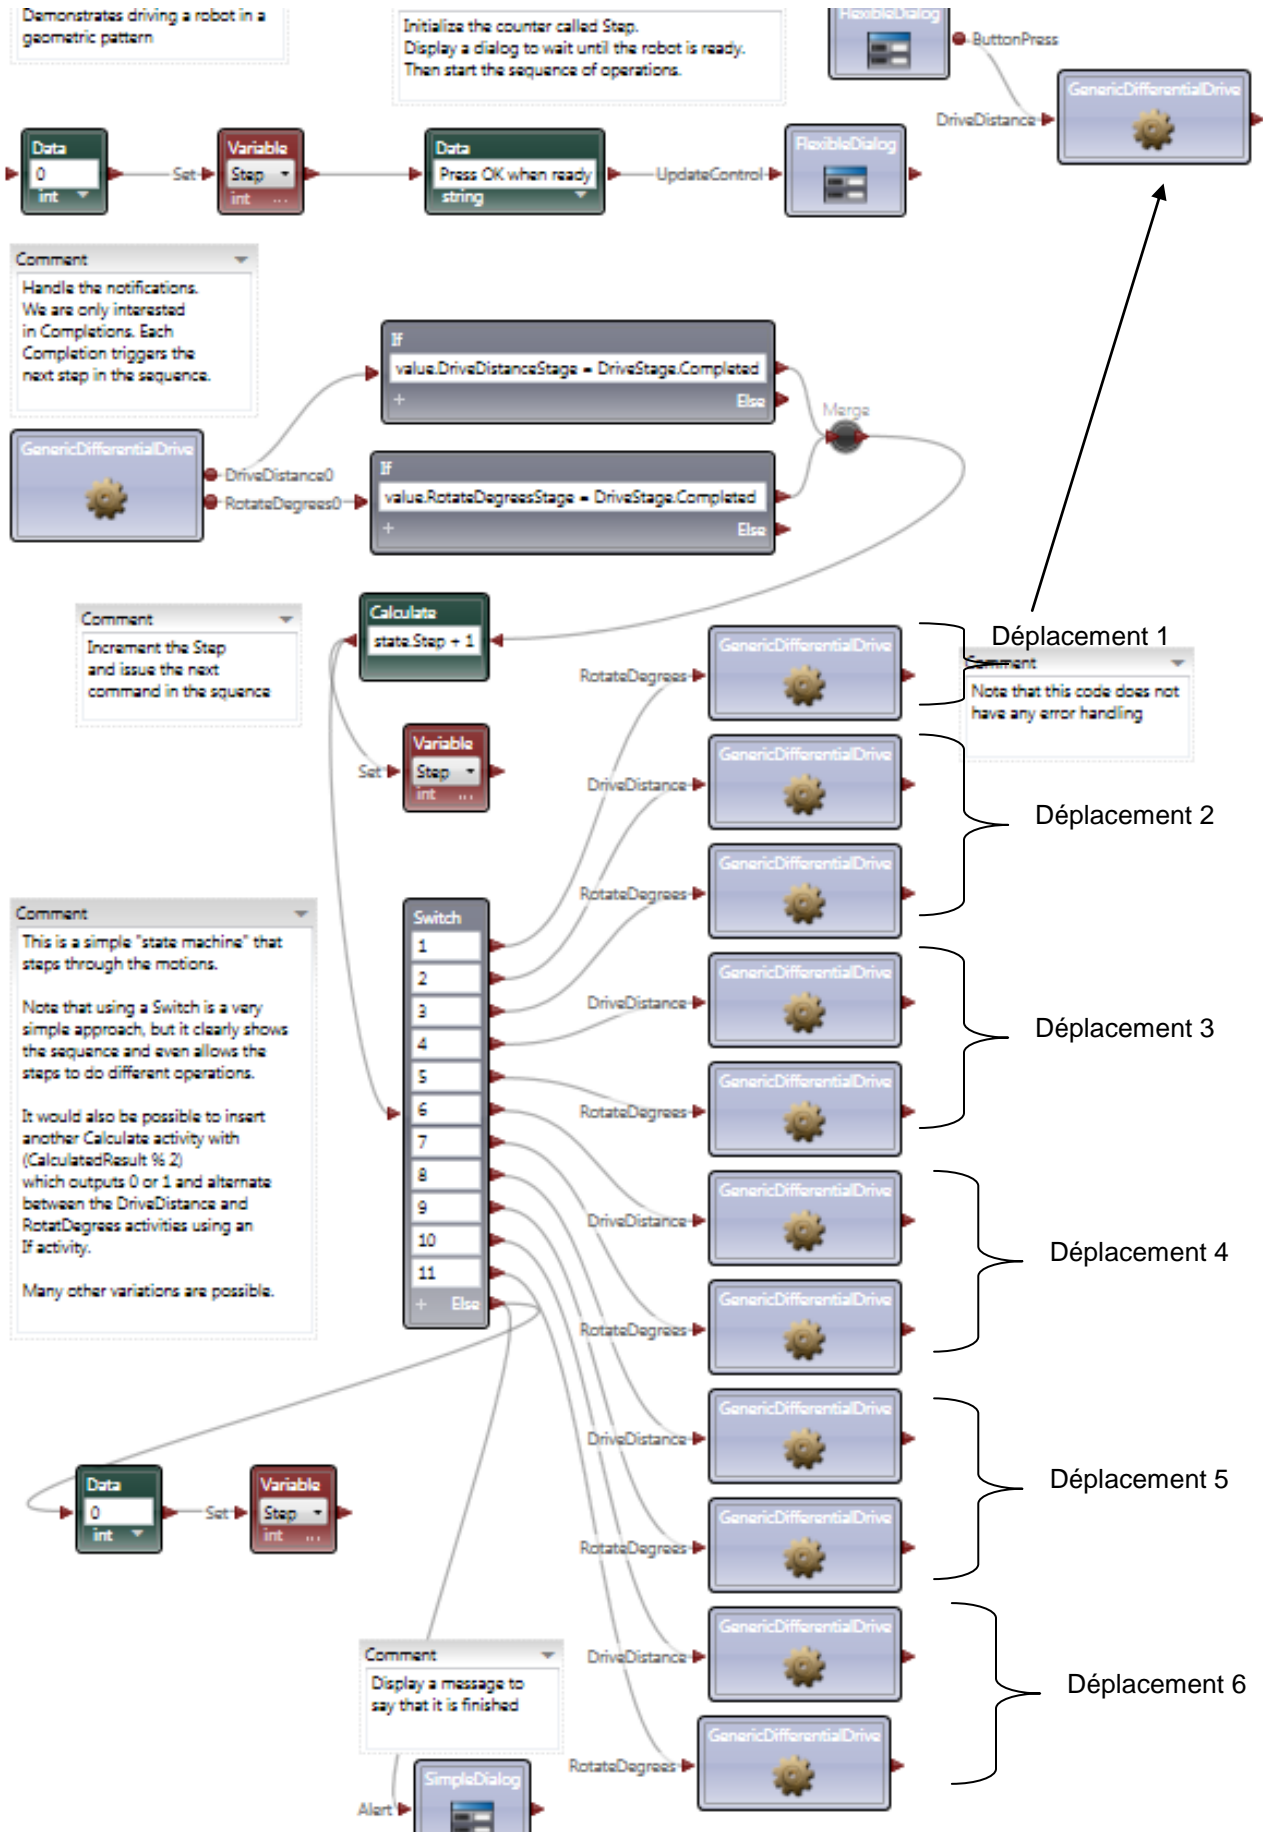 Demonstrates driving a robot in a
geometric pattern
Initialize the counter called Step.
Display a dialog to wait until the robot is ready.
Then start the sequence of operations.
FlexibleDialog
ButtonPress
GenericDifferentialDrive
DriveDistance
Data
0
int
Set
Variable
Step
int ...
Data
Press OK when ready
string
UpdateControl
FlexibleDialog
Comment
Handle the notifications.
We are only interested
in Completions. Each
Completion triggers the
next step in the sequence.
If
value.DriveDistanceStage = DriveStage.Completed
+ Else
Merge
GenericDifferentialDrive
DriveDistance0
RotateDegrees0
If
value.RotateDegreesStage = DriveStage.Completed
+ Else
Comment
Increment the Step
and issue the next
command in the squence
Calculate
state.Step + 1
Set
Variable
Step
int ...
RotateDegrees
GenericDifferentialDrive
Déplacement 1
Comment
Note that this code does not
have any error handling
DriveDistance
GenericDifferentialDrive
Déplacement 2
RotateDegrees
GenericDifferentialDrive
Comment
This is a simple "state machine" that
steps through the motions.
Note that using a Switch is a very
simple approach, but it clearly shows
the sequence and even allows the
steps to do different operations.
It would also be possible to insert
another Calculate activity with
(CalculatedResult % 2)
which outputs 0 or 1 and alternate
between the DriveDistance and
RotatDegrees activities using an
If activity.
Many other variations are possible.
Switch
1
2
3
4
5
6
7
8
9
10
11
+ Else
DriveDistance
GenericDifferentialDrive
Déplacement 3
RotateDegrees
GenericDifferentialDrive
DriveDistance
GenericDifferentialDrive
Déplacement 4
RotateDegrees
GenericDifferentialDrive
DriveDistance
GenericDifferentialDrive
Déplacement 5
RotateDegrees
GenericDifferentialDrive
Data
0
int
Set
Variable
Step
int ...
DriveDistance
GenericDifferentialDrive
Déplacement 6
RotateDegrees
GenericDifferentialDrive
Comment
Display a message to
say that it is finished
Alert
SimpleDialog